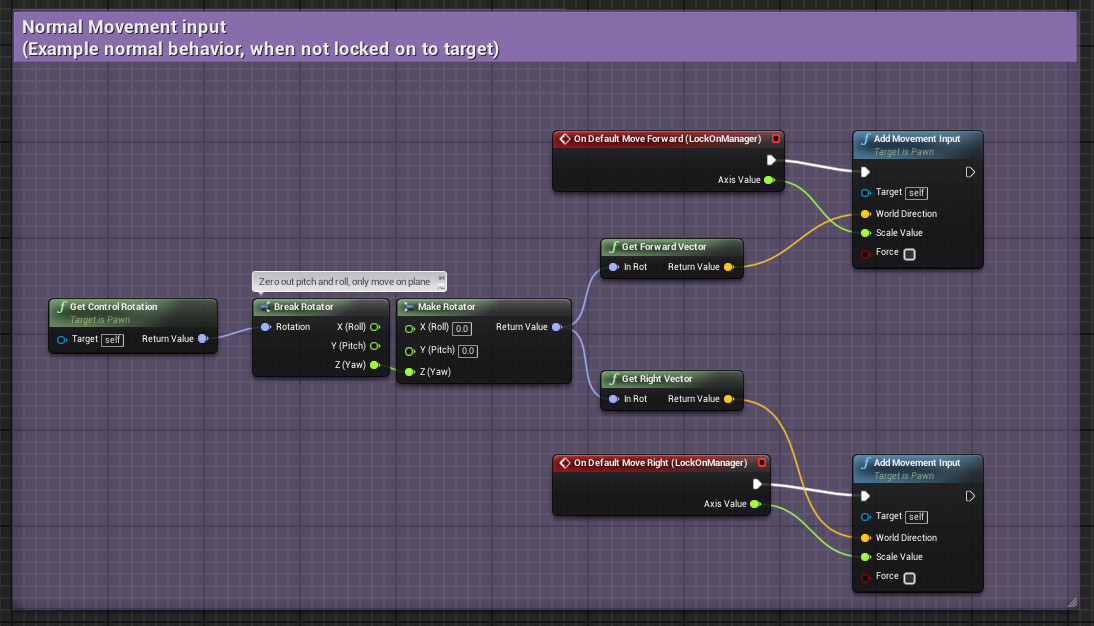 Normal Movement input
(Example normal behavior, when not locked on to target)
On Default Move Forward (LockOnManager)
Axis Value
Add Movement Input
Target is Pawn
Target self
World Direction
Scale Value
Force
Get Forward Vector
In Rot Return Value
Zero out pitch and roll, only move on plane
Get Control Rotation
Target is Pawn
Target self Return Value
Break Rotator
Rotation X (Roll)
Y (Pitch)
Z (Yaw)
Make Rotator
X (Roll) 0.0 Return Value
Y (Pitch) 0.0
Z (Yaw)
Get Right Vector
In Rot Return Value
On Default Move Right (LockOnManager)
Axis Value
Add Movement Input
Target is Pawn
Target self
World Direction
Scale Value
Force